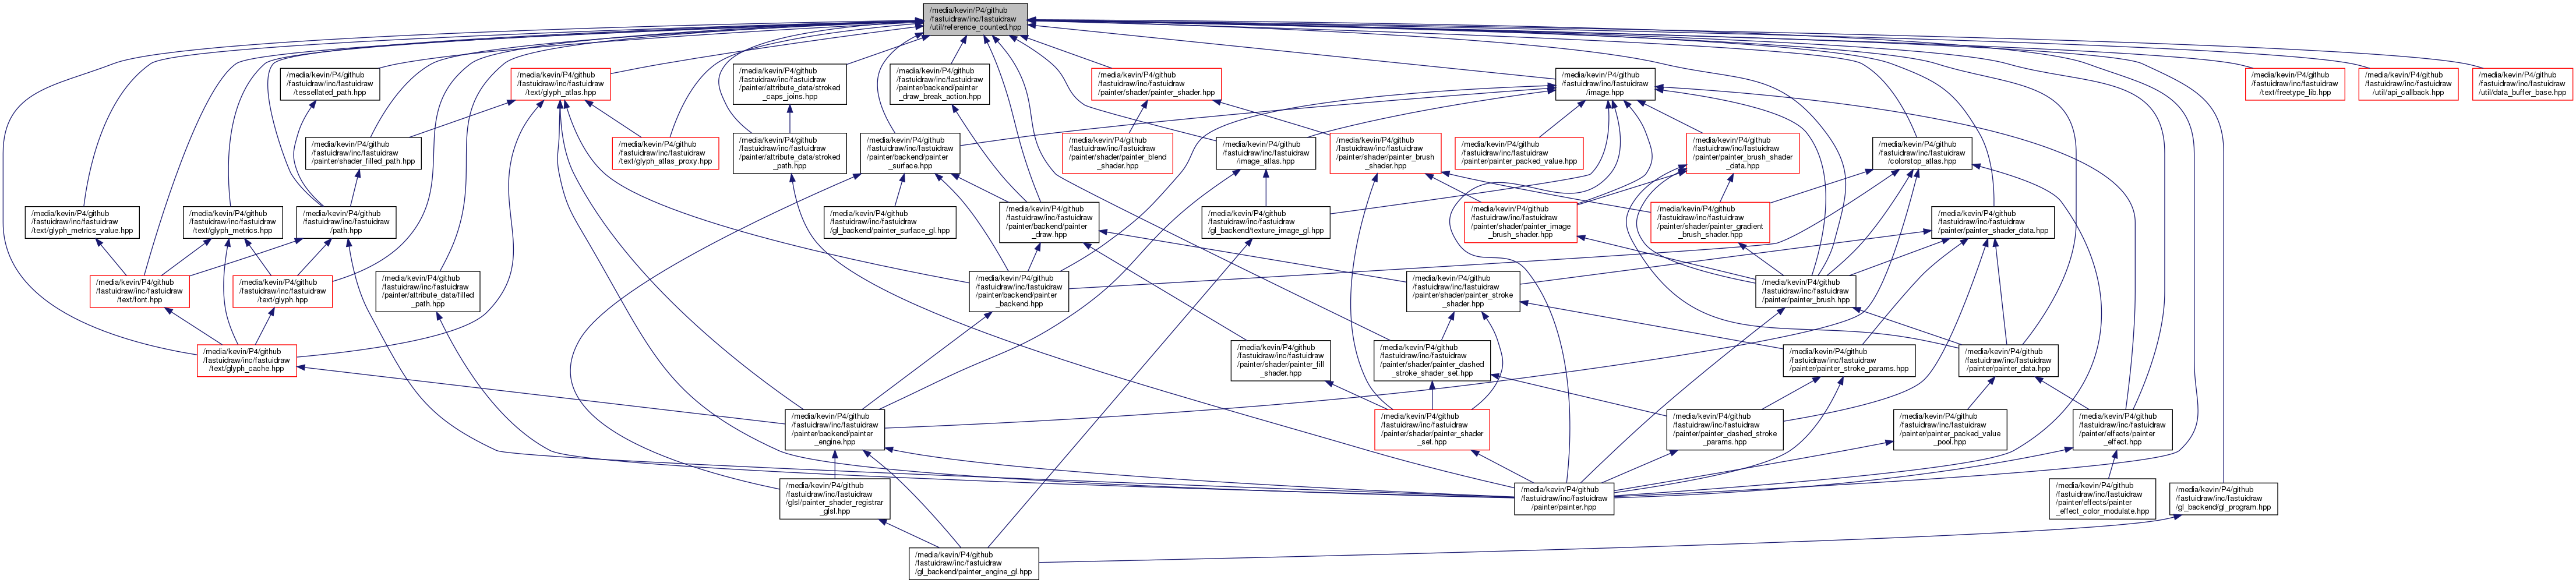 /media/kevin/P4/github
/fastuidraw/inc/fastuidraw
/util/reference_counted.hpp
/media/kevin/P4/github
/fastuidraw/inc/fastuidraw
/tessellated_path.hpp
/media/kevin/P4/github
/fastuidraw/inc/fastuidraw
/text/glyph_atlas.hpp
/media/kevin/P4/github
/fastuidraw/inc/fastuidraw
/painter/attribute_data/stroked
_caps_joins.hpp
/media/kevin/P4/github
/fastuidraw/inc/fastuidraw
/painter/backend/painter
_draw_break_action.hpp
/media/kevin/P4/github
/fastuidraw/inc/fastuidraw
/painter/shader/painter_shader.hpp
/media/kevin/P4/github
/fastuidraw/inc/fastuidraw
/image.hpp
/media/kevin/P4/github
/fastuidraw/inc/fastuidraw
/text/freetype_lib.hpp
/media/kevin/P4/github
/fastuidraw/inc/fastuidraw
/util/api_callback.hpp
/media/kevin/P4/github
/fastuidraw/inc/fastuidraw
/util/data_buffer_base.hpp
/media/kevin/P4/github
/fastuidraw/inc/fastuidraw
/painter/shader_filled_path.hpp
/media/kevin/P4/github
/fastuidraw/inc/fastuidraw
/text/glyph_atlas_proxy.hpp
/media/kevin/P4/github
/fastuidraw/inc/fastuidraw
/painter/attribute_data/stroked
_path.hpp
/media/kevin/P4/github
/fastuidraw/inc/fastuidraw
/painter/backend/painter
_surface.hpp
/media/kevin/P4/github
/fastuidraw/inc/fastuidraw
/painter/shader/painter_blend
_shader.hpp
/media/kevin/P4/github
/fastuidraw/inc/fastuidraw
/image_atlas.hpp
/media/kevin/P4/github
/fastuidraw/inc/fastuidraw
/painter/shader/painter_brush
_shader.hpp
/media/kevin/P4/github
/fastuidraw/inc/fastuidraw
/painter/painter_packed_value.hpp
/media/kevin/P4/github
/fastuidraw/inc/fastuidraw
/painter/painter_brush_shader
_data.hpp
/media/kevin/P4/github
/fastuidraw/inc/fastuidraw
/colorstop_atlas.hpp
/media/kevin/P4/github
/fastuidraw/inc/fastuidraw
/text/glyph_metrics_value.hpp
/media/kevin/P4/github
/fastuidraw/inc/fastuidraw
/text/glyph_metrics.hpp
/media/kevin/P4/github
/fastuidraw/inc/fastuidraw
/path.hpp
/media/kevin/P4/github
/fastuidraw/inc/fastuidraw
/gl_backend/painter_surface_gl.hpp
/media/kevin/P4/github
/fastuidraw/inc/fastuidraw
/painter/backend/painter
_draw.hpp
/media/kevin/P4/github
/fastuidraw/inc/fastuidraw
/gl_backend/texture_image_gl.hpp
/media/kevin/P4/github
/fastuidraw/inc/fastuidraw
/painter/shader/painter_image
_brush_shader.hpp
/media/kevin/P4/github
/fastuidraw/inc/fastuidraw
/painter/shader/painter_gradient
_brush_shader.hpp
/media/kevin/P4/github
/fastuidraw/inc/fastuidraw
/painter/painter_shader_data.hpp
/media/kevin/P4/github
/fastuidraw/inc/fastuidraw
/text/font.hpp
/media/kevin/P4/github
/fastuidraw/inc/fastuidraw
/text/glyph.hpp
/media/kevin/P4/github
/fastuidraw/inc/fastuidraw
/painter/attribute_data/filled
_path.hpp
/media/kevin/P4/github
/fastuidraw/inc/fastuidraw
/painter/backend/painter
_backend.hpp
/media/kevin/P4/github
/fastuidraw/inc/fastuidraw
/painter/shader/painter_stroke
_shader.hpp
/media/kevin/P4/github
/fastuidraw/inc/fastuidraw
/painter/painter_brush.hpp
/media/kevin/P4/github
/fastuidraw/inc/fastuidraw
/text/glyph_cache.hpp
/media/kevin/P4/github
/fastuidraw/inc/fastuidraw
/painter/shader/painter_fill
_shader.hpp
/media/kevin/P4/github
/fastuidraw/inc/fastuidraw
/painter/shader/painter_dashed
_stroke_shader_set.hpp
/media/kevin/P4/github
/fastuidraw/inc/fastuidraw
/painter/painter_stroke_params.hpp
/media/kevin/P4/github
/fastuidraw/inc/fastuidraw
/painter/painter_data.hpp
/media/kevin/P4/github
/fastuidraw/inc/fastuidraw
/painter/backend/painter
_engine.hpp
/media/kevin/P4/github
/fastuidraw/inc/fastuidraw
/painter/shader/painter_shader
_set.hpp
/media/kevin/P4/github
/fastuidraw/inc/fastuidraw
/painter/painter_dashed_stroke
_params.hpp
/media/kevin/P4/github
/fastuidraw/inc/fastuidraw
/painter/painter_packed_value
_pool.hpp
/media/kevin/P4/github
/fastuidraw/inc/fastuidraw
/painter/effects/painter
_effect.hpp
/media/kevin/P4/github
/fastuidraw/inc/fastuidraw
/glsl/painter_shader_registrar
_glsl.hpp
/media/kevin/P4/github
/fastuidraw/inc/fastuidraw
/painter/painter.hpp
/media/kevin/P4/github
/fastuidraw/inc/fastuidraw
/painter/effects/painter
_effect_color_modulate.hpp
/media/kevin/P4/github
/fastuidraw/inc/fastuidraw
/gl_backend/gl_program.hpp
/media/kevin/P4/github
/fastuidraw/inc/fastuidraw
/gl_backend/painter_engine_gl.hpp